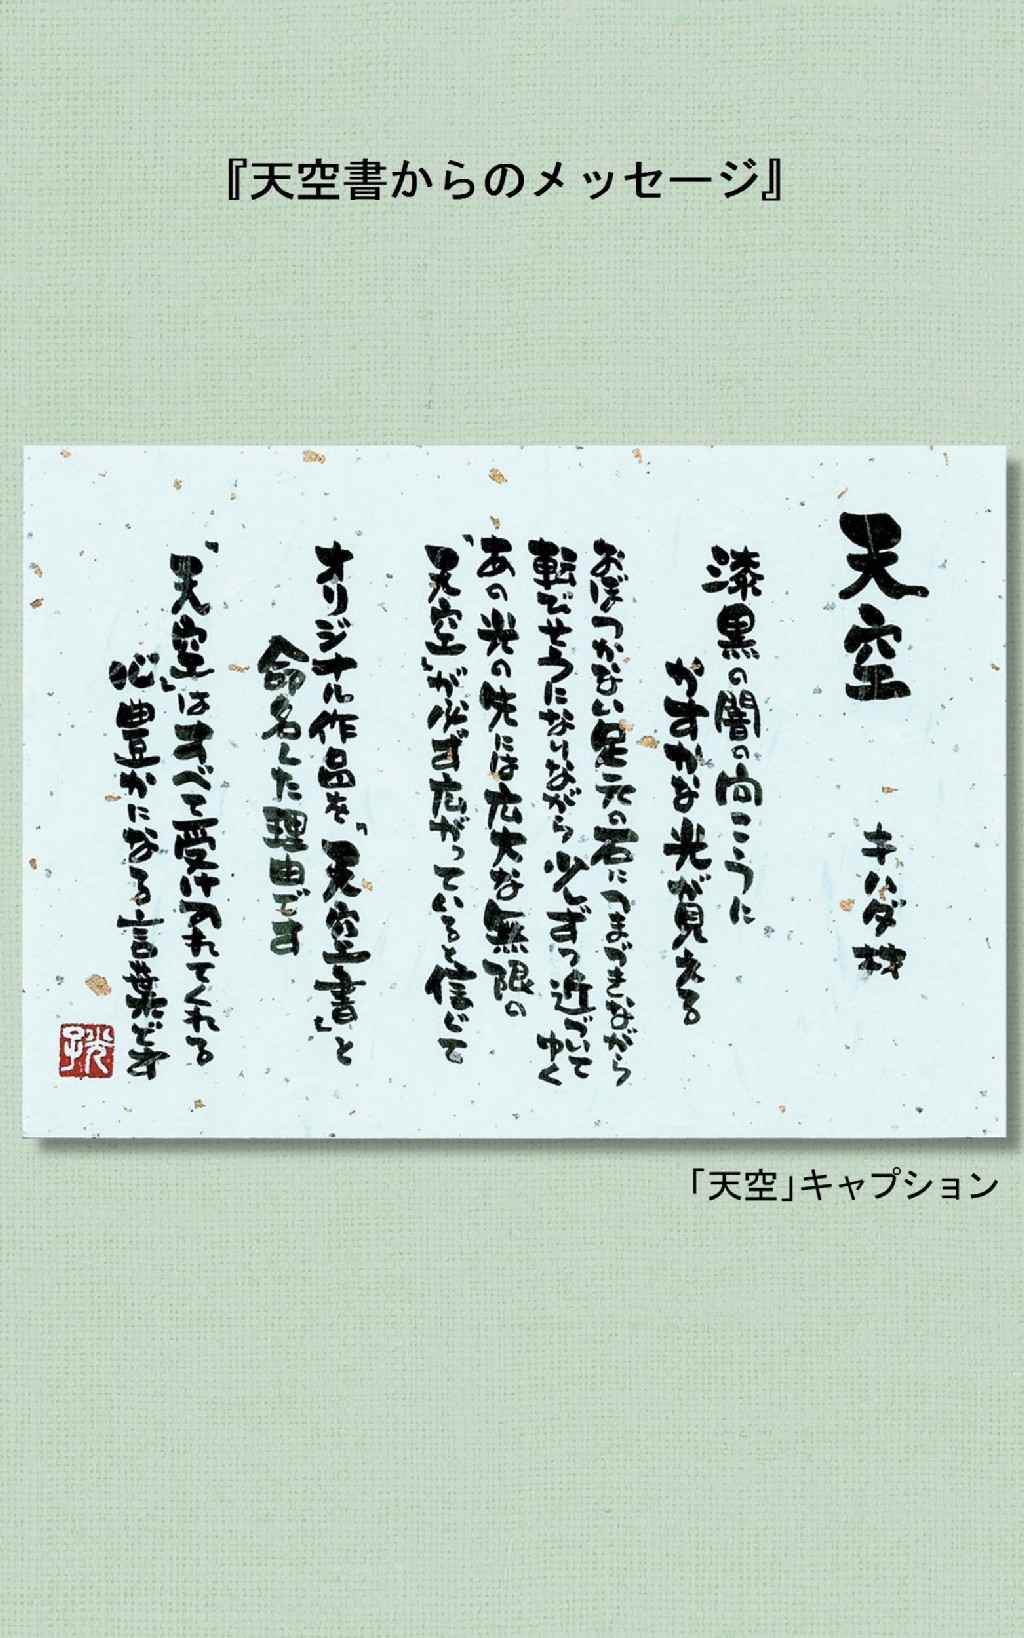 『天空書からのメッセージ』
天空
キハダ材
漆黒の闇の向こうに
かすかな光が見える
おぼつかない足元の石につまづきながら
転びそうになりながら少しずつ近づいてゆく
あの光の先には広大な無限の
「天空」が必ず広がっていると信じて
オリジナル作品を「天空書」と
命名した理由です
「天空」はすべて受け入れてくれる
心豊かになる言葉です
「天空」キャプション